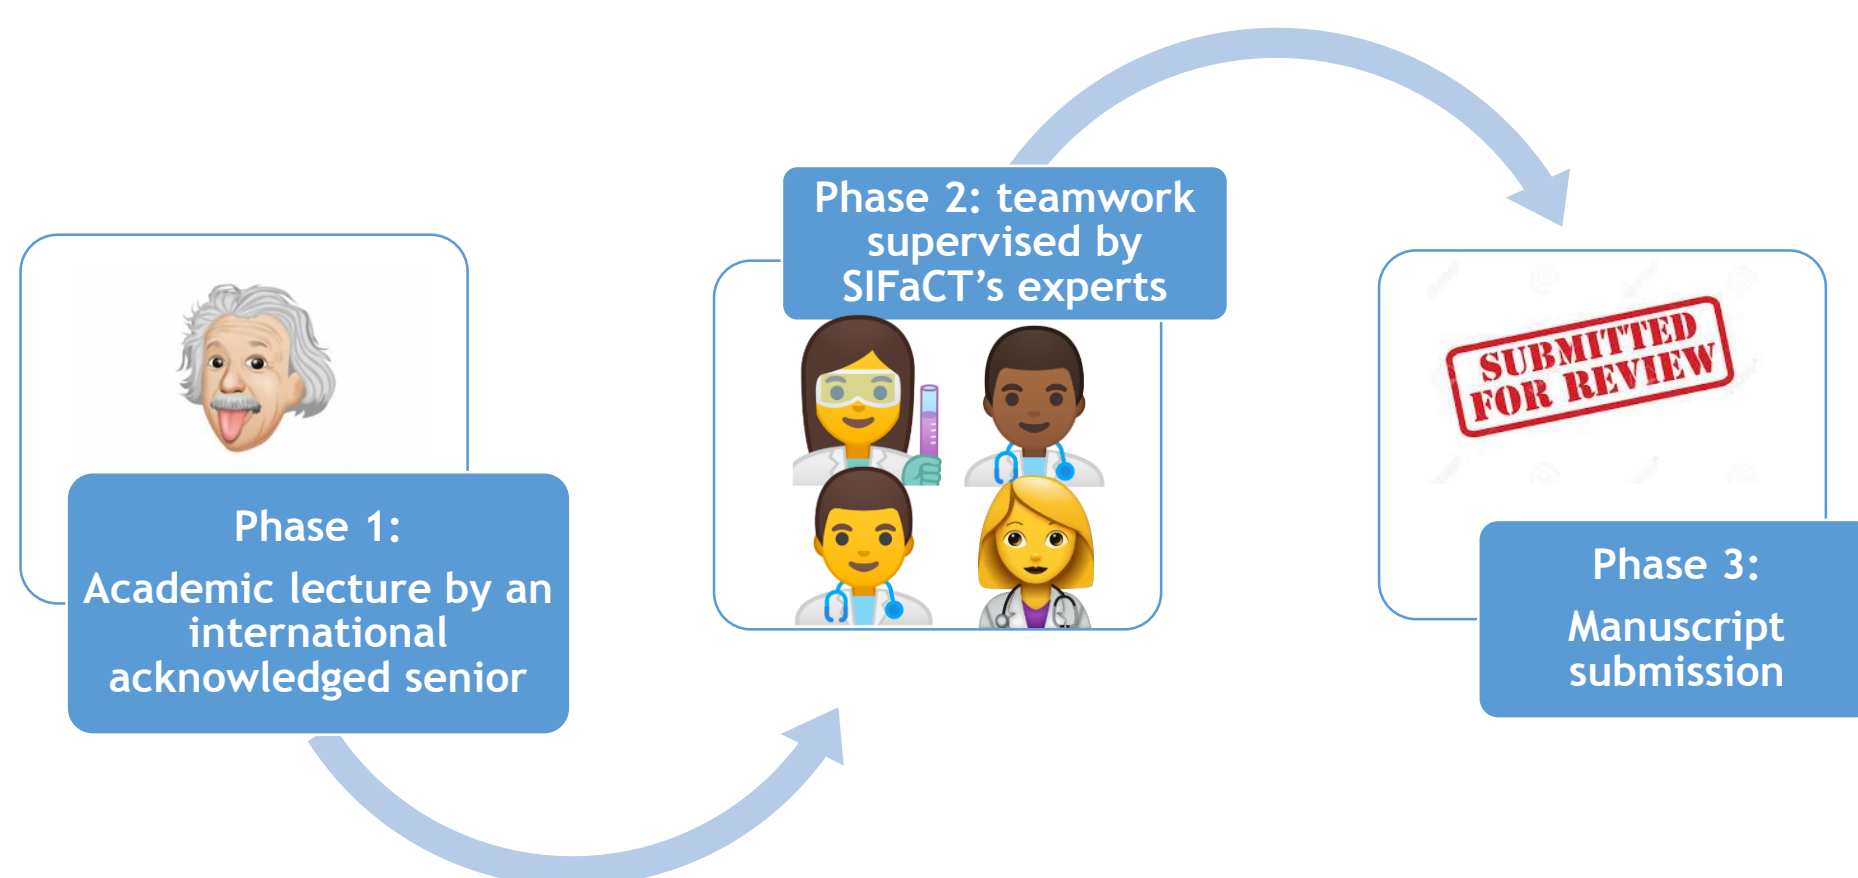 Phase 1:
Academic lecture by an
international
acknowledged senior
Phase 2: teamwork
supervised by
SIFaCT’s experts
SUBMITTED
FOR REVIEW
Phase 3:
Manuscript
submission